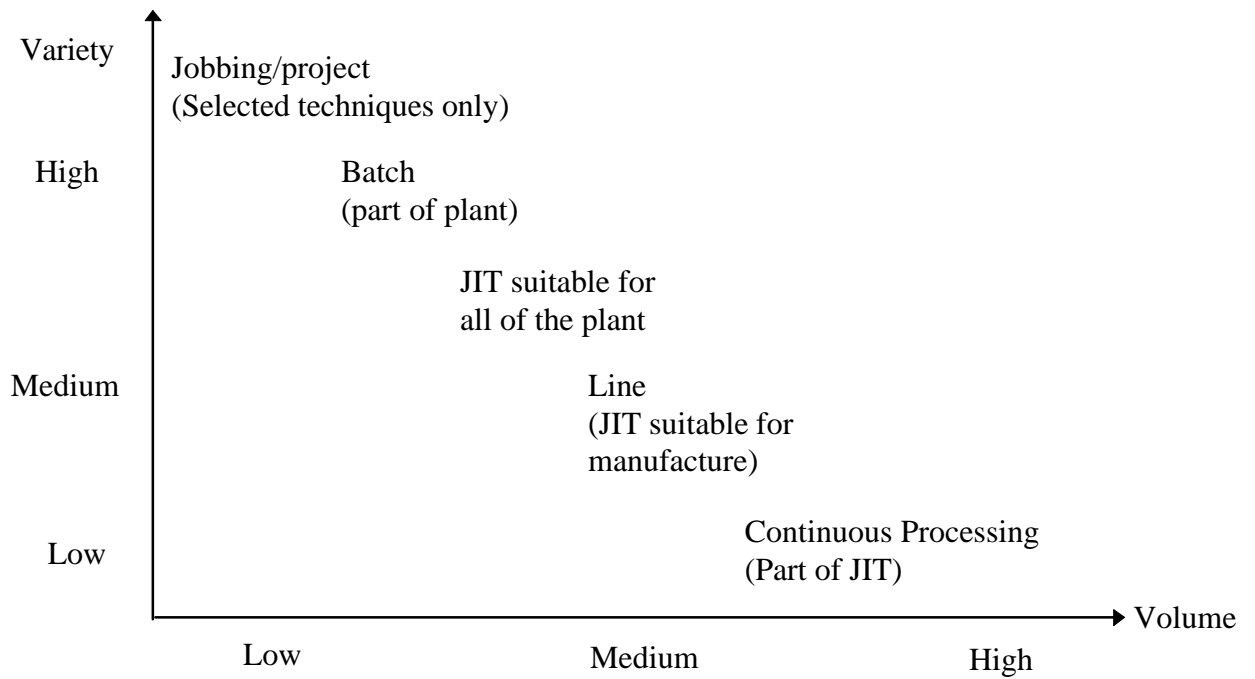 Variety
Jobbing/project
(Selected techniques only)
High
Batch
(part of plant)
JIT suitable for
all of the plant
Medium
Line
(JIT suitable for
manufacture)
Continuous Processing
(Part of JIT)
Low
Volume
Low
Medium
High